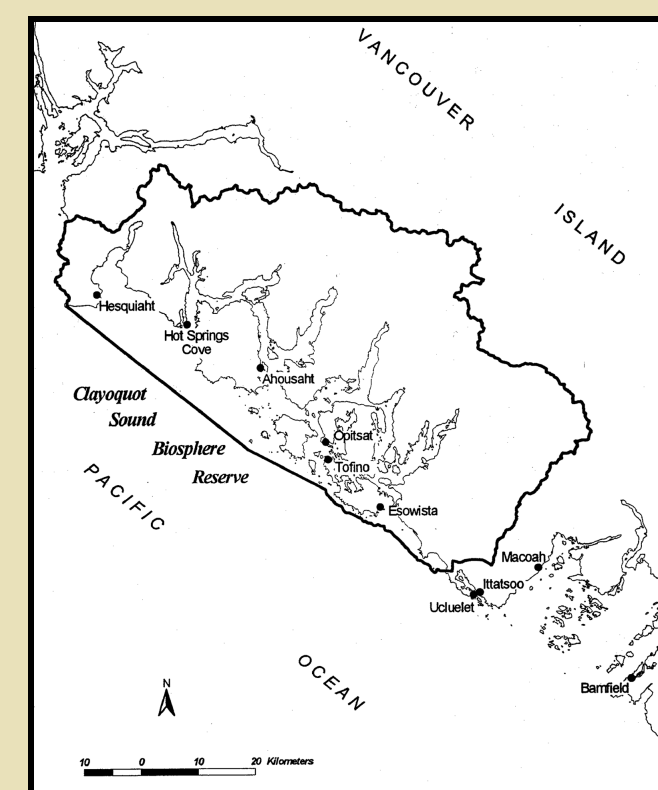 VANCOUVER
ISLAND
Hesquiaht
Hot Springs
Cove
Ahousaht
Clayoquot
Sound
Biosphere
Reserve
Opitsat
Tofino
PACIFIC
Esowista
Macoah
Ittatsoo
Ucluelet
OCEAN
N
Bamfield
10 0 10 20 Kilometers